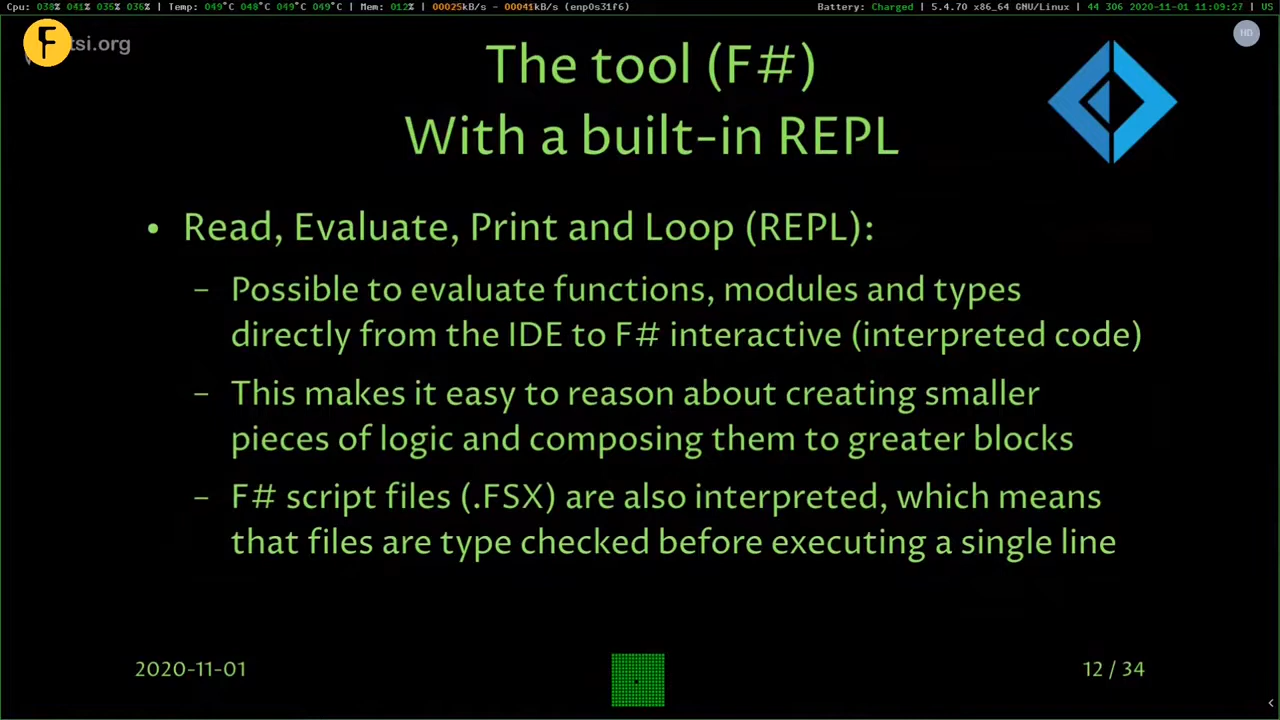 Cpu: 038% 041% 035% 036% | Temp: 049°C 048°C 049°C 049°C | Mem: 012% | 00025kB/s - 00041kB/s (enp0s31f6)
Battery: Charged | 5.4.70 x86_64 GNU/Linux | 44 306 2020-11-01 11:09:27 | VS
F
tsi.org
HD
The tool (F#)
With a built-in REPL
• Read, Evaluate, Print and Loop (REPL):
– Possible to evaluate functions, modules and types
directly from the IDE to F# interactive (interpreted code)
– This makes it easy to reason about creating smaller
pieces of logic and composing them to greater blocks
– F# script files (.FSX) are also interpreted, which means
that files are type checked before executing a single line
2020-11-01
12 / 34